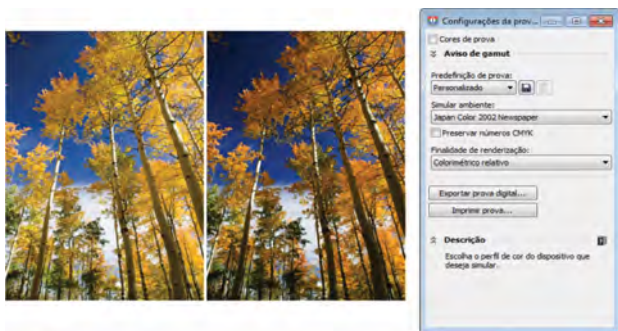 Configurações da prov...
Cores de prova
Aviso de gamut
Predefinição de prova:
Personalizado
Simular ambiente:
Japan Color 2002 Newspaper
Preservar números CMYK
Finalidade de renderização:
Colorimétrico relativo
Exportar prova digital...
Imprimir prova...
Descrição
Escolha o perfil de cor do dispositivo que
deseja simular.